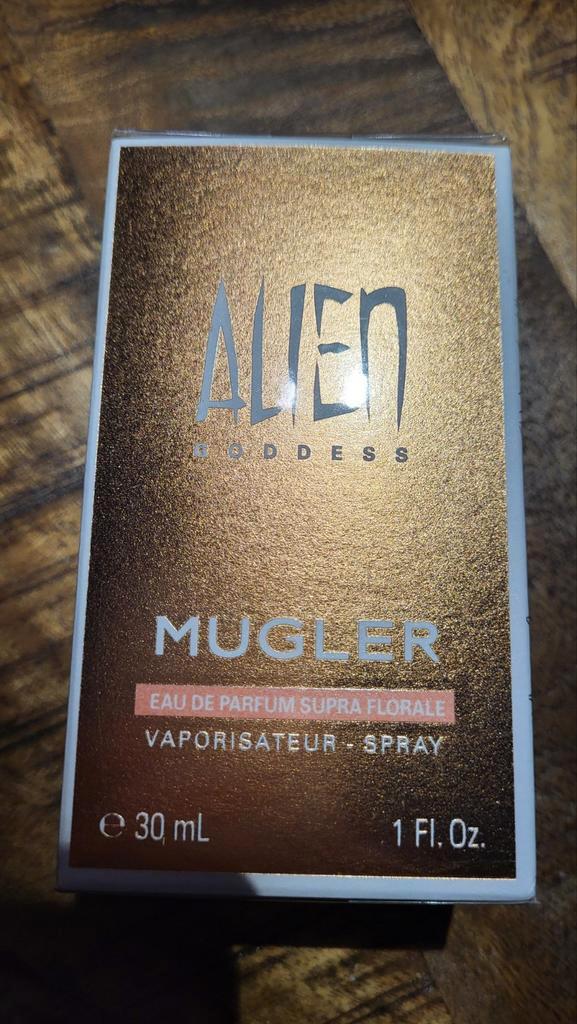 ALIEN
GODDESS
MUGLER
EAU DE PARFUM SUPRA FLORALE
VAPORISATEUR - SPRAY
℮ 30 mL 1 Fl. Oz.